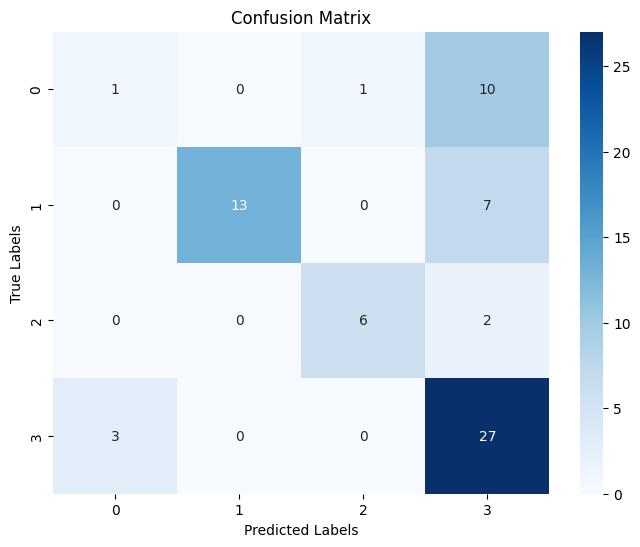 Confusion Matrix
True Labels
0 1 0 1 10
1 0 13 0 7
2 0 0 6 2
3 3 0 0 27
0 1 2 3
Predicted Labels
25
20
15
10
5
0